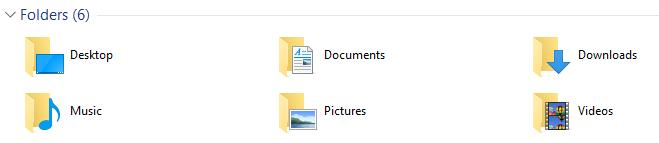 Folders (6)
Desktop
Documents
Downloads
Music
Pictures
Videos